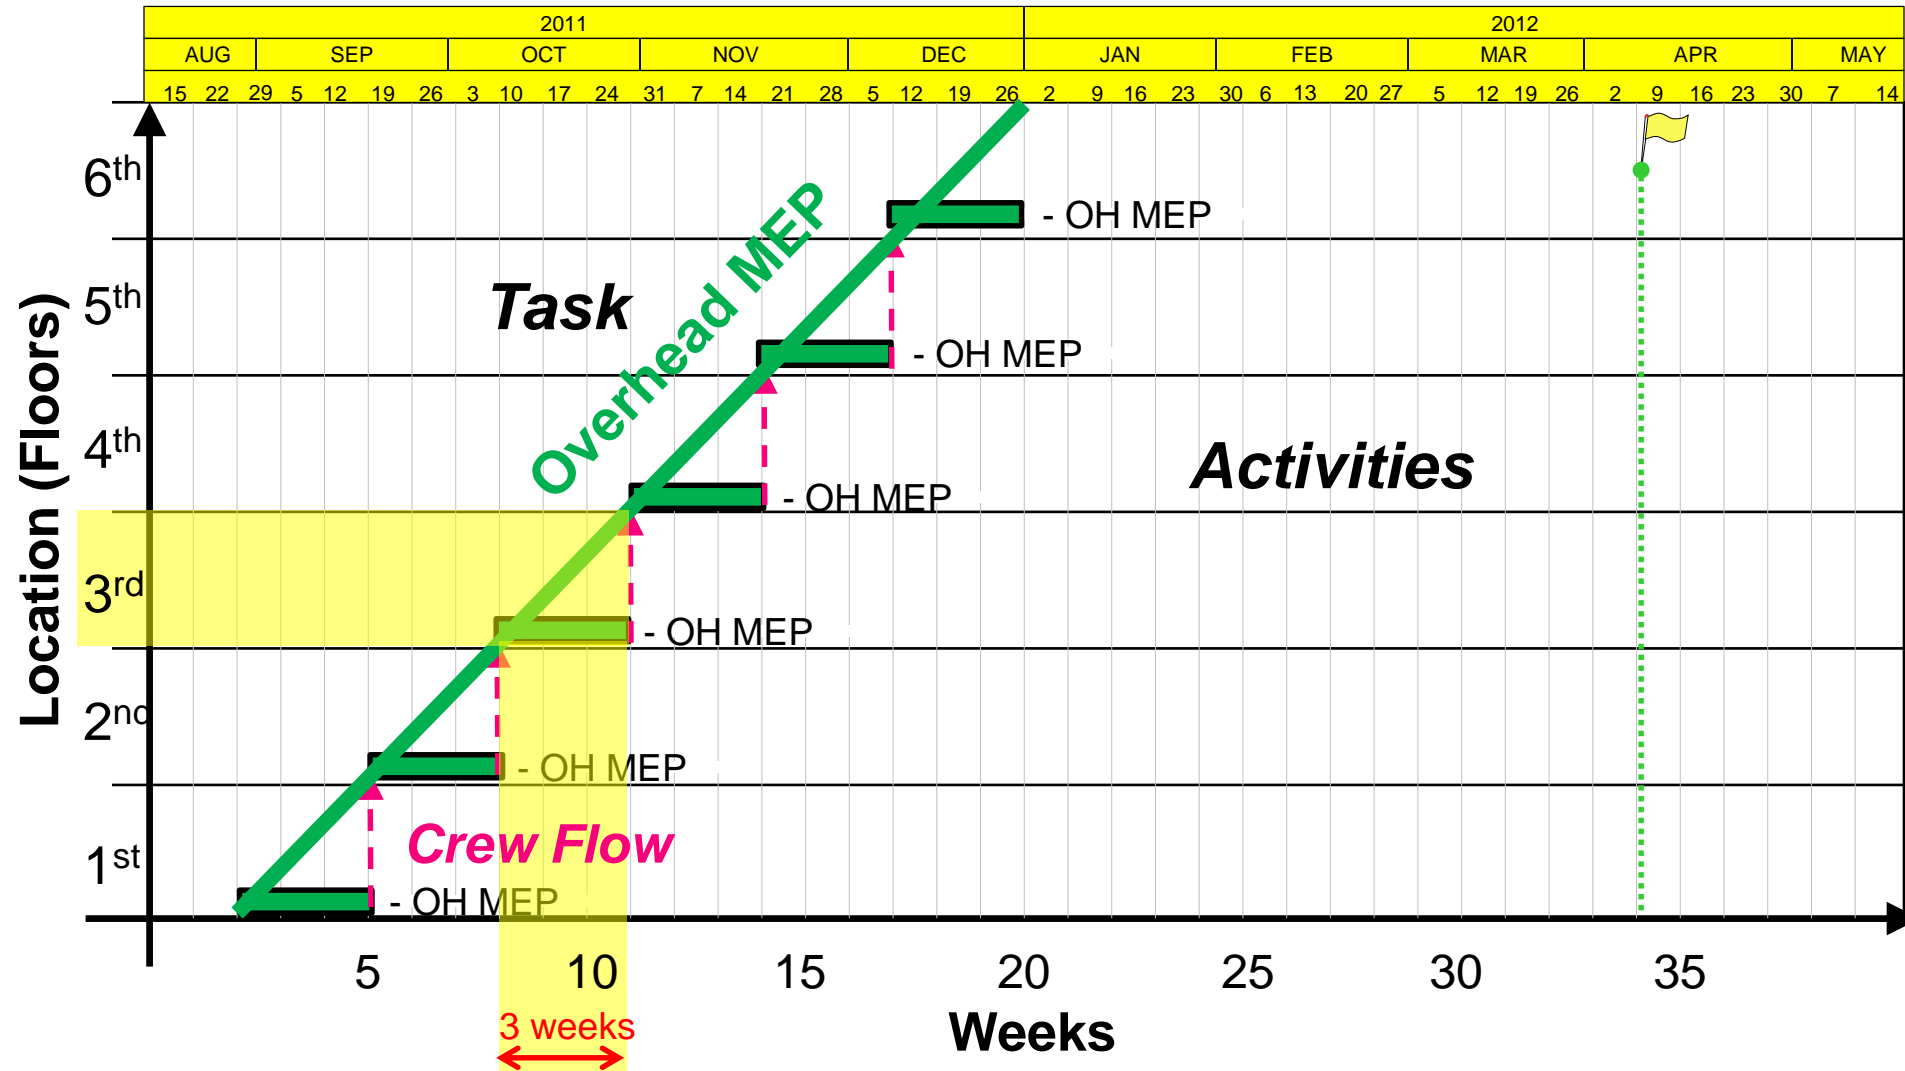 2011 2012
AUG SEP OCT NOV DEC JAN FEB MAR APR MAY
15 22 29 5 12 19 26 3 10 17 24 31 7 14 21 28 5 12 19 26 2 9 16 23 30 6 13 20 27 5 12 19 26 2 9 16 23 30 7 14
6th
- OH MEP
5th
Task
Overhead MEP
- OH MEP
4th
Activities
- OH MEP
3rd
- OH MEP
2nd
- OH MEP
Crew Flow
1st
- OH MEP
Location (Floors)
5 10 15 20 25 30 35
3 weeks
Weeks